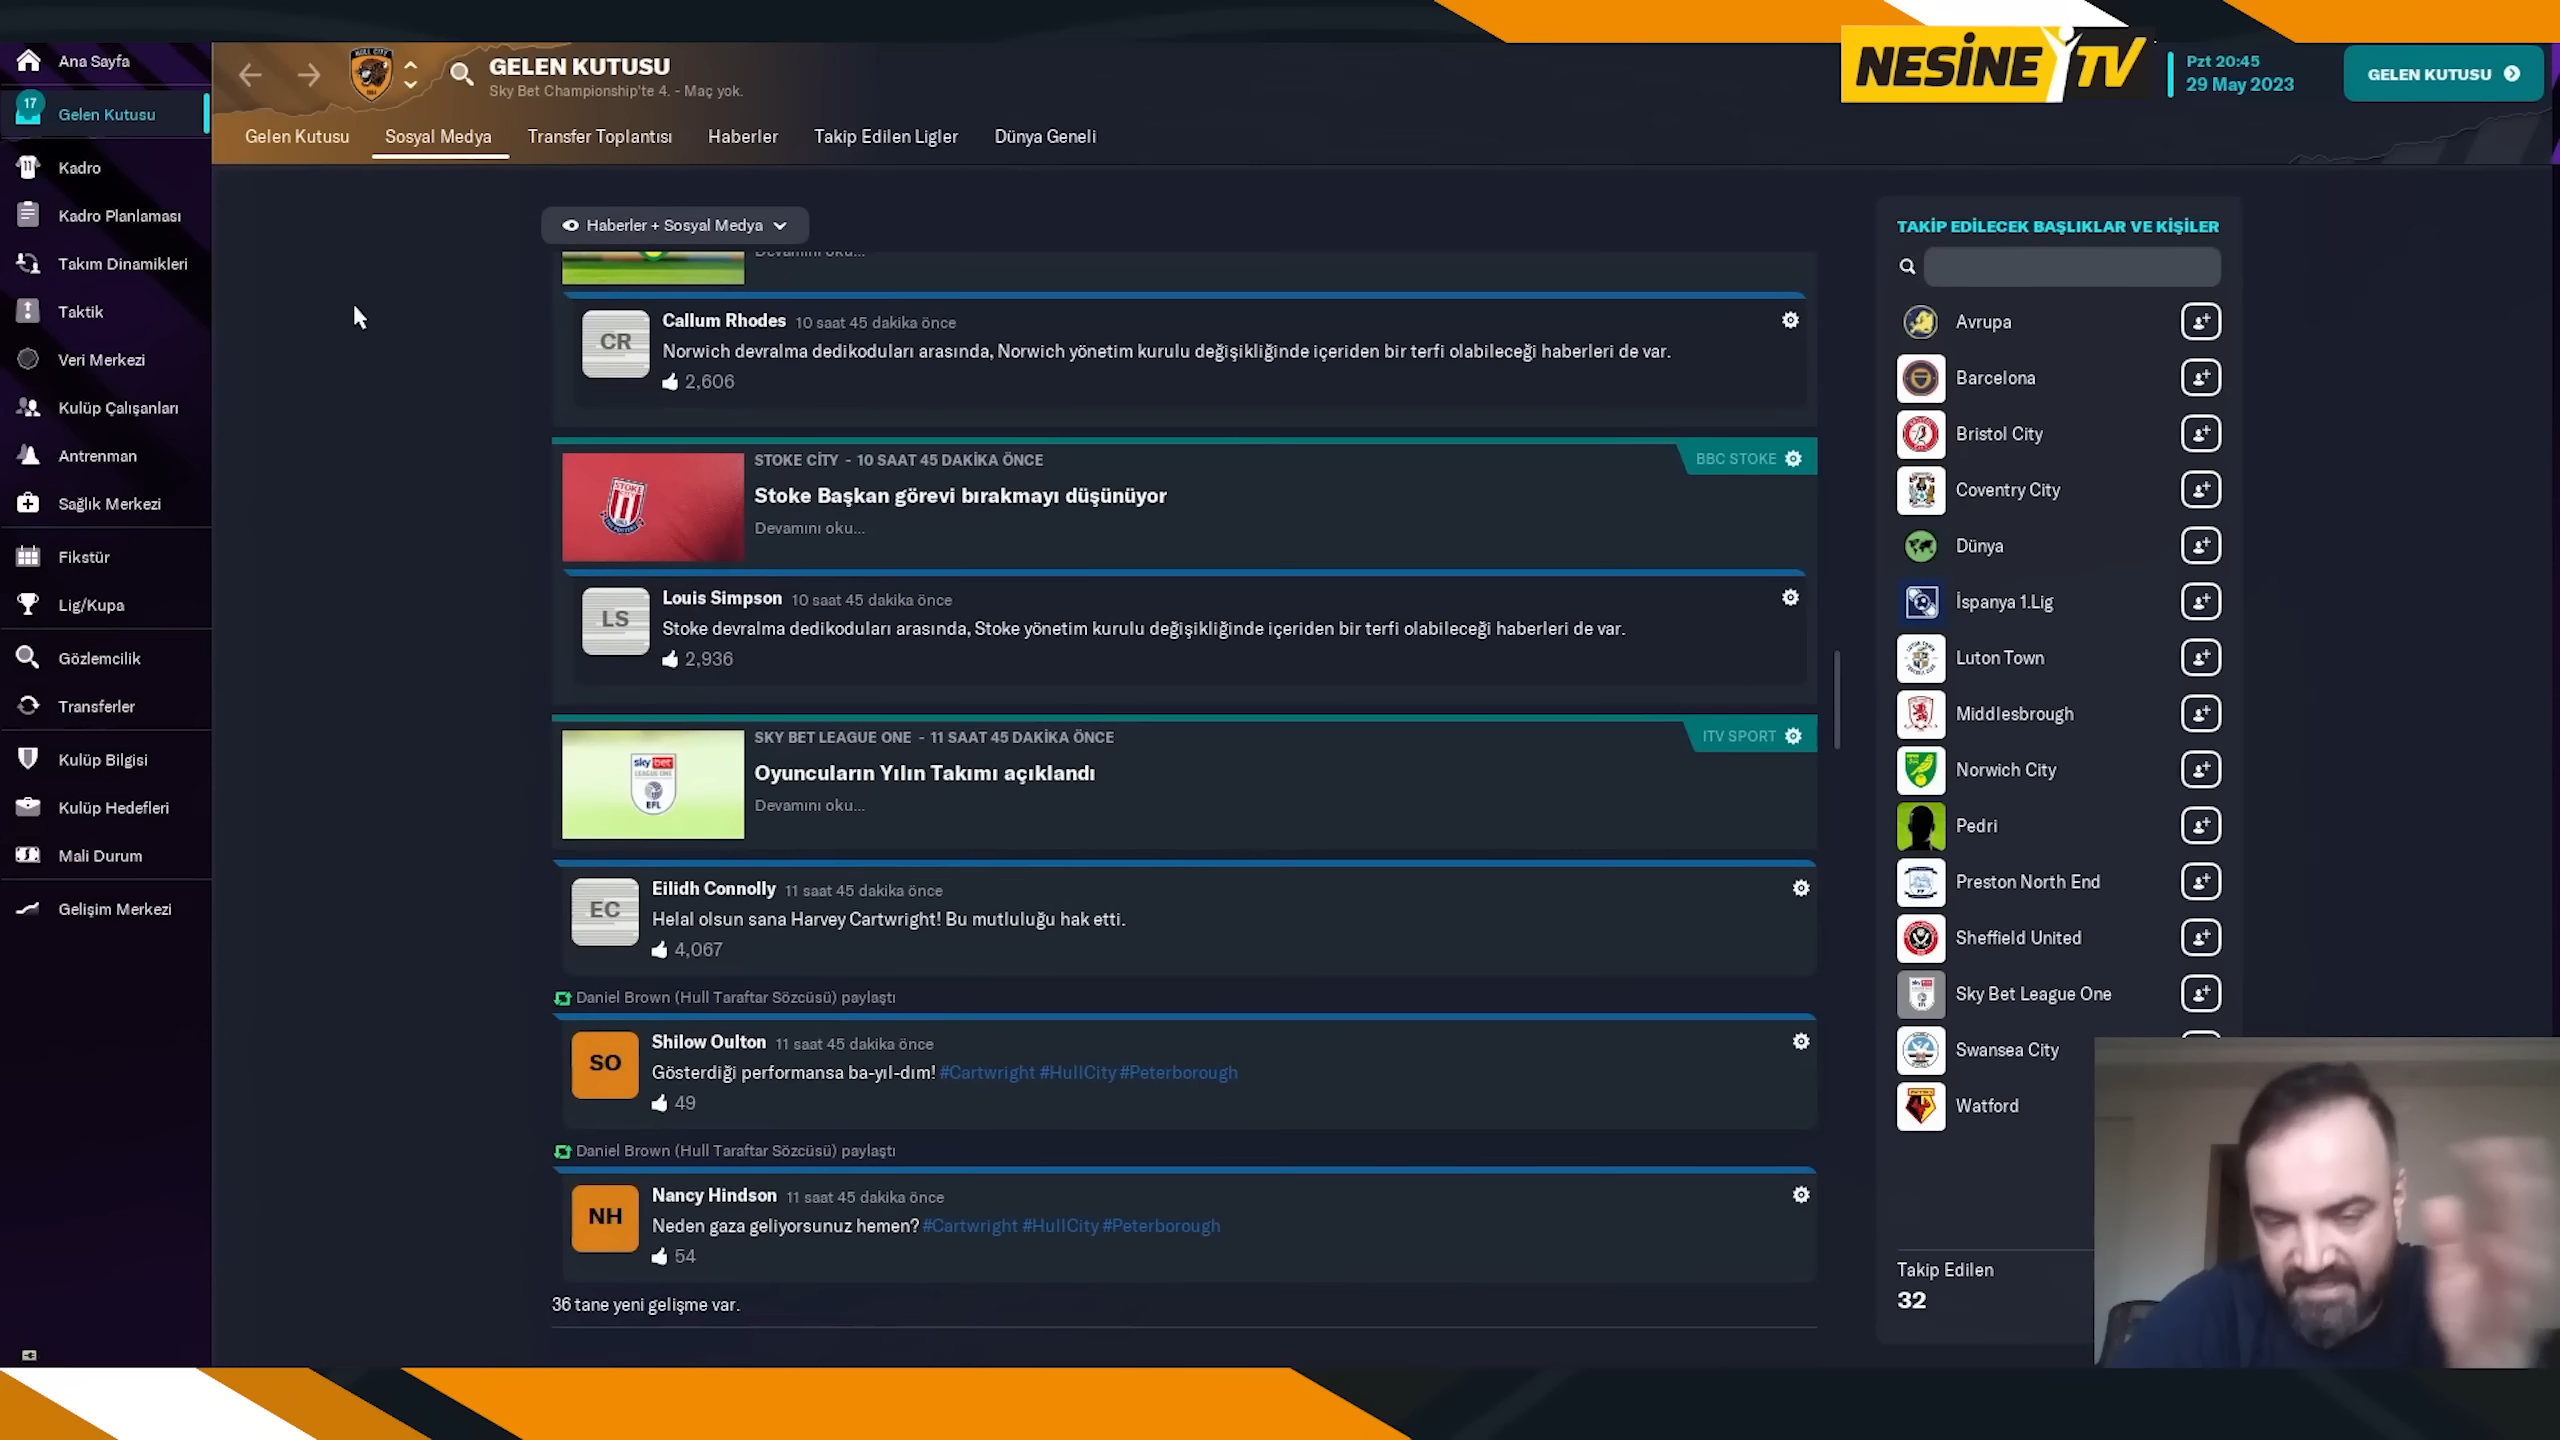 Ana Sayfa
17
Gelen Kutusu
Kadro
Kadro Planlaması
Takım Dinamikleri
Taktik
Veri Merkezi
Kulüp Çalışanları
Antrenman
Sağlık Merkezi
Fikstür
Lig/Kupa
Gözlemcilik
Transferler
Kulüp Bilgisi
Kulüp Hedefleri
Mali Durum
Gelişim Merkezi
GELEN KUTUSU
Sky Bet Championship'te 4. - Maç yok.
NESİNE TV
Pzt 20:45
29 May 2023
GELEN KUTUSU
Gelen Kutusu
Sosyal Medya
Transfer Toplantısı
Haberler
Takip Edilen Ligler
Dünya Geneli
Haberler + Sosyal Medya
Devamını oku...
CR
Callum Rhodes 10 saat 45 dakika önce
Norwich devralma dedikoduları arasında, Norwich yönetim kurulu değişikliğinde içeriden bir terfi olabileceği haberleri de var.
2,606
STOKE CİTY - 10 SAAT 45 DAKİKA ÖNCE
BBC STOKE
Stoke Başkan görevi bırakmayı düşünüyor
Devamını oku...
LS
Louis Simpson 10 saat 45 dakika önce
Stoke devralma dedikoduları arasında, Stoke yönetim kurulu değişikliğinde içeriden bir terfi olabileceği haberleri de var.
2,936
SKY BET LEAGUE ONE - 11 SAAT 45 DAKİKA ÖNCE
ITV SPORT
sky bet
LEAGUE ONE
EFL
Oyuncuların Yılın Takımı açıklandı
Devamını oku...
EC
Eilidh Connolly 11 saat 45 dakika önce
Helal olsun sana Harvey Cartwright! Bu mutluluğu hak etti.
4,067
Daniel Brown (Hull Taraftar Sözcüsü) paylaştı
SO
Shilow Oulton 11 saat 45 dakika önce
Gösterdiği performansa ba-yıl-dım! #Cartwright #HullCity #Peterborough
49
Daniel Brown (Hull Taraftar Sözcüsü) paylaştı
NH
Nancy Hindson 11 saat 45 dakika önce
Neden gaza geliyorsunuz hemen? #Cartwright #HullCity #Peterborough
54
36 tane yeni gelişme var.
TAKİP EDİLECEK BAŞLIKLAR VE KİŞİLER
Avrupa
Barcelona
Bristol City
Coventry City
Dünya
İspanya 1.Lig
Luton Town
Middlesbrough
Norwich City
Pedri
Preston North End
Sheffield United
Sky Bet League One
Swansea City
Watford
Takip Edilen
32